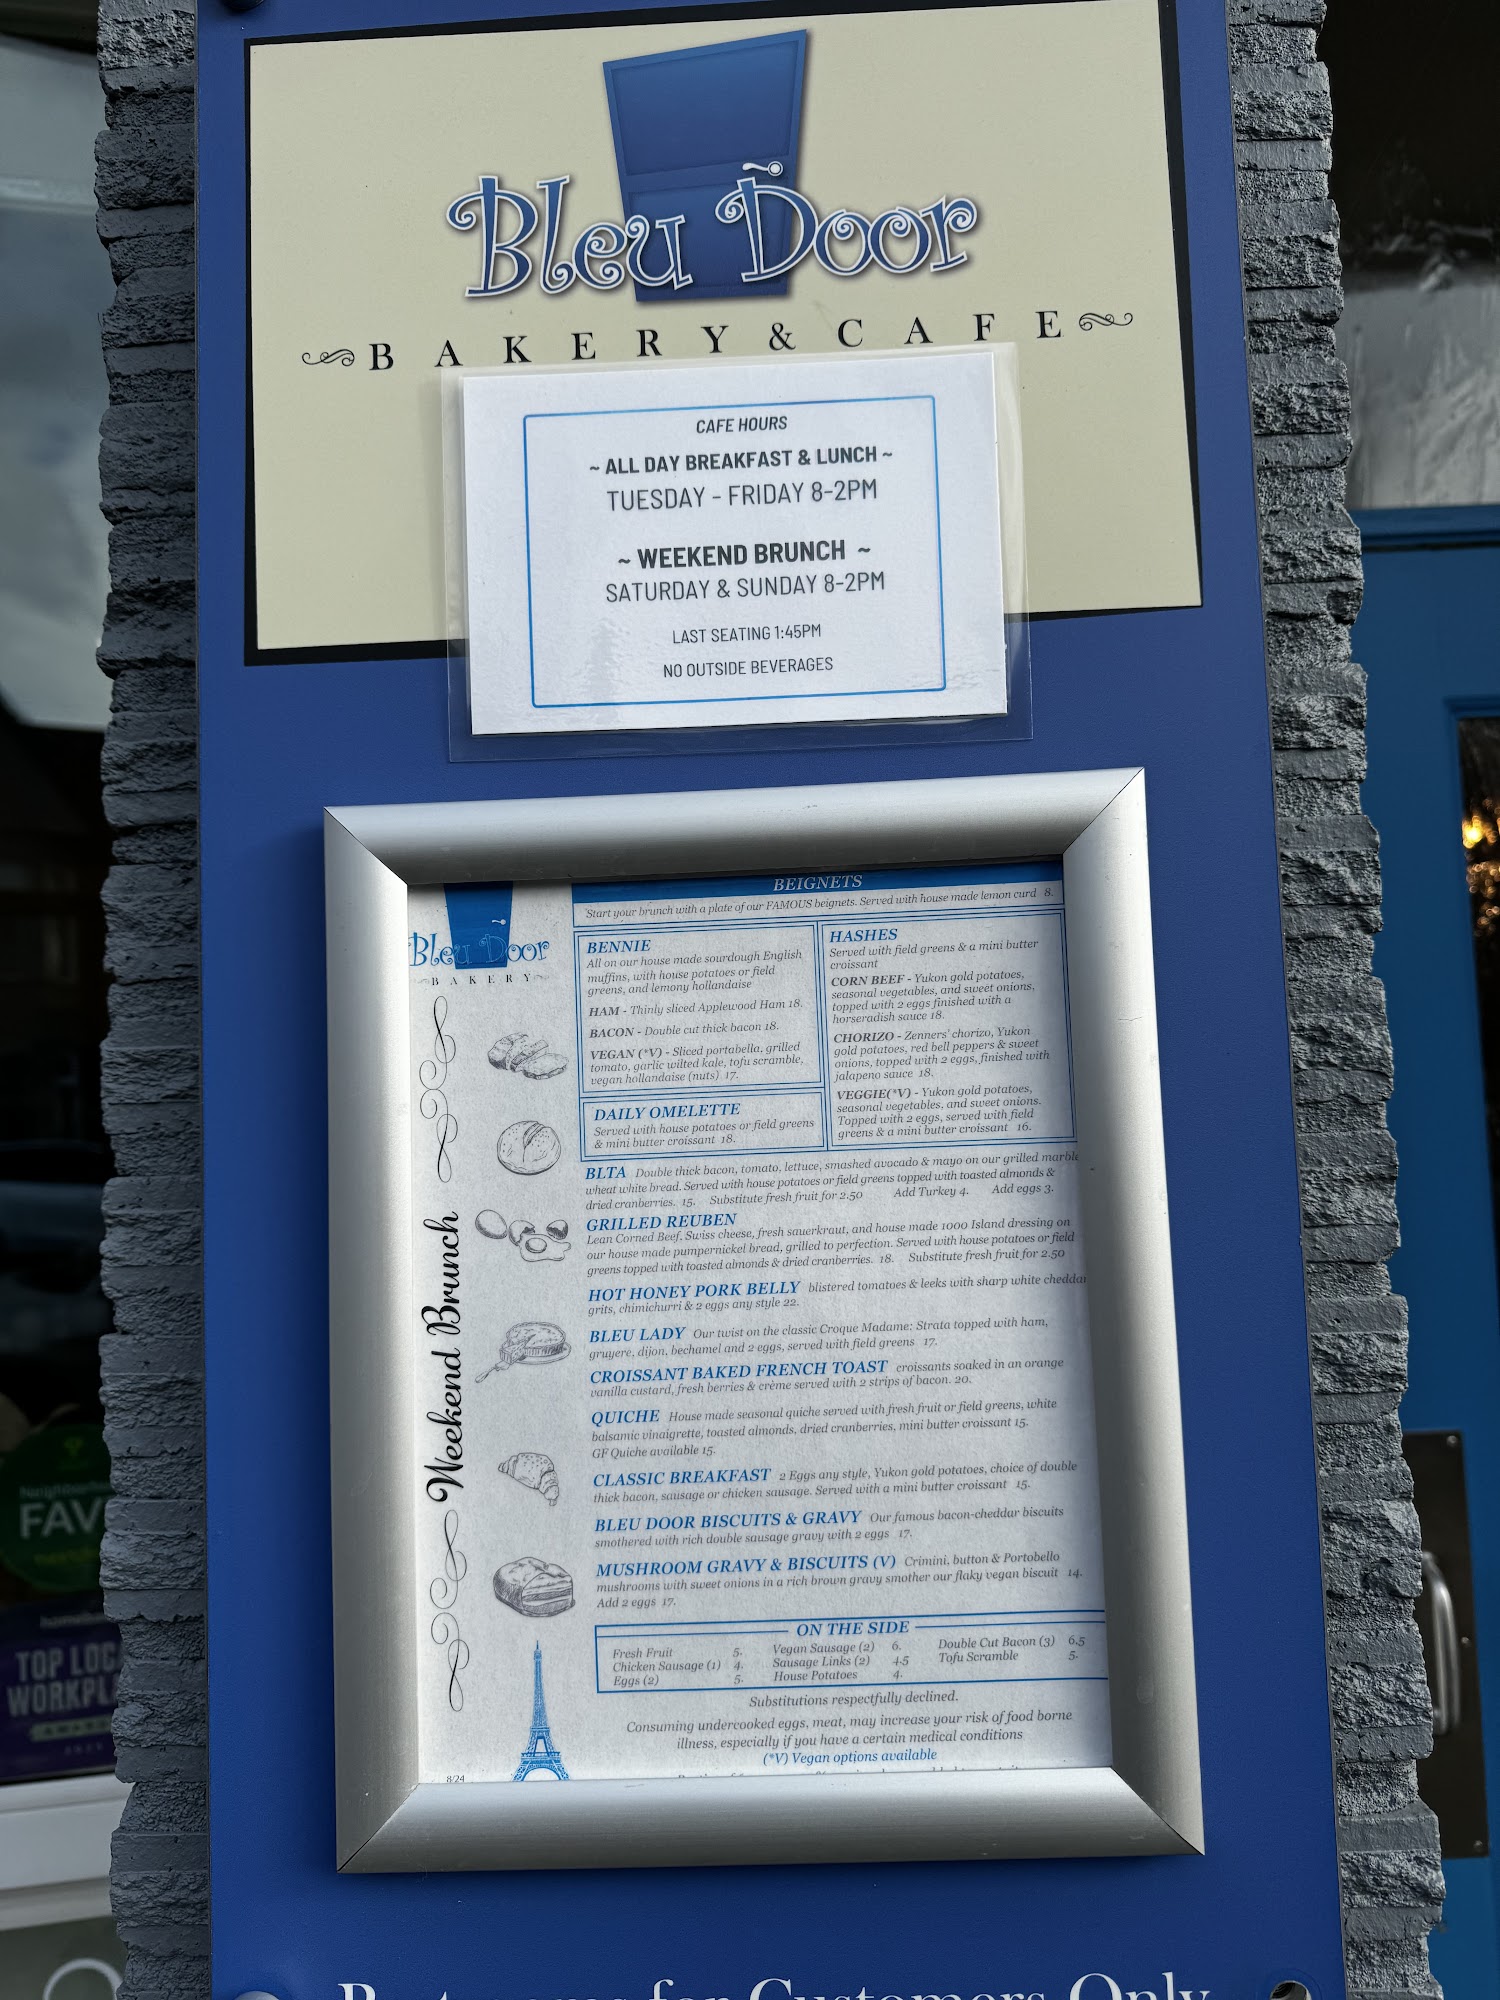 Bleu Door
BAKERY & CAFE
CAFE HOURS
~ ALL DAY BREAKFAST & LUNCH ~
TUESDAY - FRIDAY 8-2PM
~ WEEKEND BRUNCH ~
SATURDAY & SUNDAY 8-2PM
LAST SEATING 1:45PM
NO OUTSIDE BEVERAGES
Bleu Door
BAKERY
Weekend Brunch
8/24
BEIGNETS
Start your brunch with a plate of our FAMOUS beignets. Served with house made lemon curd 8.
BENNIE
All on our house made sourdough English
muffins, with house potatoes or field
greens, and lemony hollandaise
HAM - Thinly sliced Applewood Ham 18.
BACON - Double cut thick bacon 18.
VEGAN (*V) - Sliced portabella, grilled
tomato, garlic wilted kale, tofu scramble,
vegan hollandaise (nuts) 17.
DAILY OMELETTE
Served with house potatoes or field greens
& mini butter croissant 18.
HASHES
Served with field greens & a mini butter
croissant
CORN BEEF - Yukon gold potatoes,
seasonal vegetables, and sweet onions,
topped with 2 eggs finished with a
horseradish sauce 18.
CHORIZO - Zenners' chorizo, Yukon
gold potatoes, red bell peppers & sweet
onions, topped with 2 eggs, finished with
jalapeno sauce 18.
VEGGIE(*V) - Yukon gold potatoes,
seasonal vegetables, and sweet onions.
Topped with 2 eggs, served with field
greens & a mini butter croissant 16.
BLTA Double thick bacon, tomato, lettuce, smashed avocado & mayo on our grilled marble
wheat white bread. Served with house potatoes or field greens topped with toasted almonds &
dried cranberries. 15. Substitute fresh fruit for 2.50 Add Turkey 4. Add eggs 3.
GRILLED REUBEN
Lean Corned Beef, Swiss cheese, fresh sauerkraut, and house made 1000 Island dressing on
our house made pumpernickel bread, grilled to perfection. Served with house potatoes or field
greens topped with toasted almonds & dried cranberries. 18. Substitute fresh fruit for 2.50
HOT HONEY PORK BELLY blistered tomatoes & leeks with sharp white cheddar
grits, chimichurri & 2 eggs any style 22.
BLEU LADY Our twist on the classic Croque Madame: Strata topped with ham,
gruyere, dijon, bechamel and 2 eggs, served with field greens 17.
CROISSANT BAKED FRENCH TOAST croissants soaked in an orange
vanilla custard, fresh berries & crème served with 2 strips of bacon. 20.
QUICHE House made seasonal quiche served with fresh fruit or field greens, white
balsamic vinaigrette, toasted almonds, dried cranberries, mini butter croissant 15.
GF Quiche available 15.
CLASSIC BREAKFAST 2 Eggs any style, Yukon gold potatoes, choice of double
thick bacon, sausage or chicken sausage. Served with a mini butter croissant 15.
BLEU DOOR BISCUITS & GRAVY Our famous bacon-cheddar biscuits
smothered with rich double sausage gravy with 2 eggs 17.
MUSHROOM GRAVY & BISCUITS (V) Crimini, button & Portobello
mushrooms with sweet onions in a rich brown gravy smother our flaky vegan biscuit 14.
Add 2 eggs 17.
ON THE SIDE
Fresh Fruit 5. Vegan Sausage (2) 6. Double Cut Bacon (3) 6.5
Chicken Sausage (1) 4. Sausage Links (2) 4.5 Tofu Scramble 5.
Eggs (2) 5. House Potatoes 4.
Substitutions respectfully declined.
Consuming undercooked eggs, meat, may increase your risk of food borne
illness, especially if you have a certain medical conditions
(*V) Vegan options available
for Customers Only
FAV
TOP LOC
WORKPL